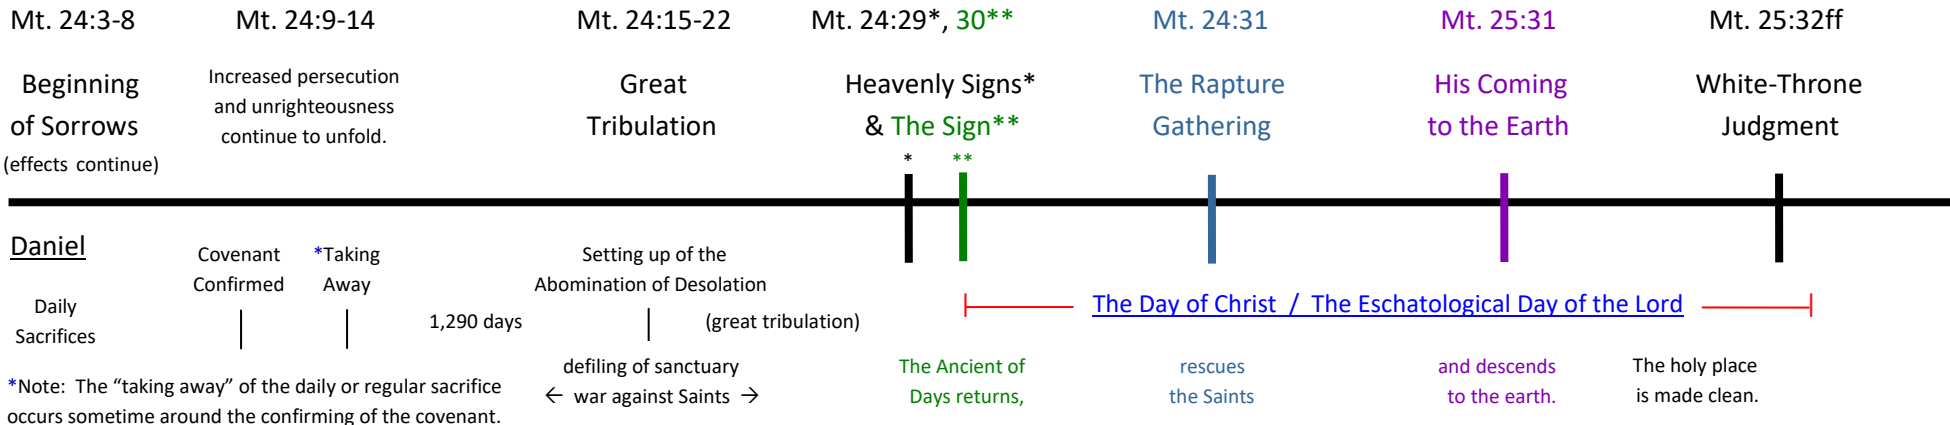 Mt. 24:3-8
Mt. 24:9-14
Mt. 24:15-22
Mt. 24:29*, 30**
Mt. 24:31
Mt. 25:31
Mt. 25:32ff
Beginning
of Sorrows
(effects continue)
Increased persecution
and unrighteousness
continue to unfold.
Great
Tribulation
Heavenly Signs*
& The Sign**
* **
The Rapture
Gathering
His Coming
to the Earth
White-Throne
Judgment
Daniel
Daily
Sacrifices
Covenant
Confirmed
*Taking
Away
1,290 days
Setting up of the
Abomination of Desolation
(great tribulation)
The Day of Christ / The Eschatological Day of the Lord
*Note: The “taking away” of the daily or regular sacrifice
occurs sometime around the confirming of the covenant.
defiling of sanctuary
← war against Saints →
The Ancient of
Days returns,
rescues
the Saints
and descends
to the earth.
The holy place
is made clean.